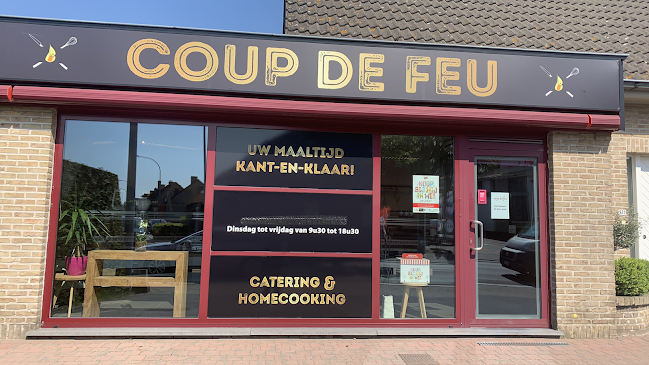 COUP DE FEU
UW MAALTIJD
KANT-EN-KLAAR!
Dinsdag tot vrijdag van 9u30 tot 18u30
CATERING &
HOMECOOKING